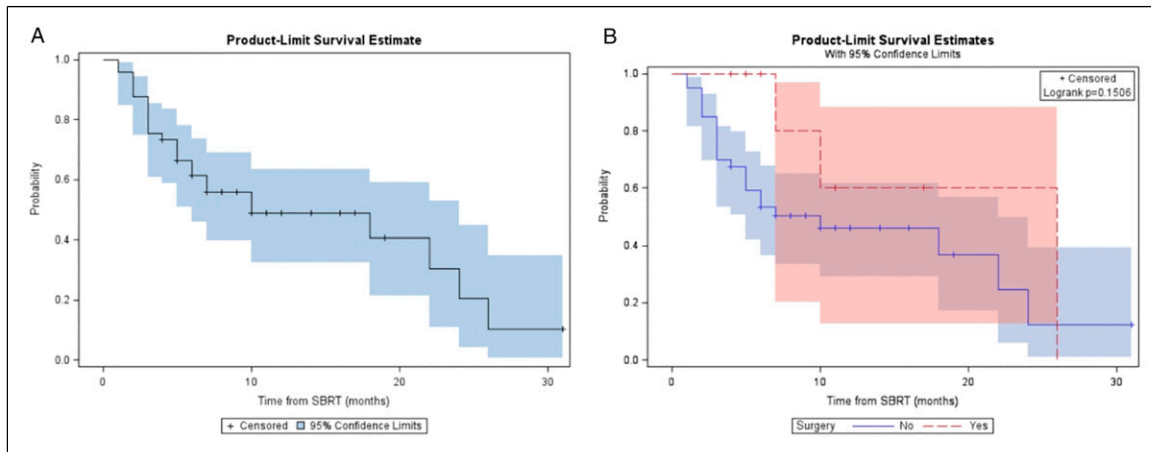 A
Product-Limit Survival Estimate
1.0
0.8
0.6
0.4
0.2
0.0
Probability
0 10 20 30
Time from SBRT (months)
+ Censored 95% Confidence Limits
B
Product-Limit Survival Estimates
With 95% Confidence Limits
+ Censored
Logrank p=0.1506
1.0
0.8
0.6
0.4
0.2
0.0
Probability
0 10 20 30
Time from SBRT (months)
Surgery No Yes